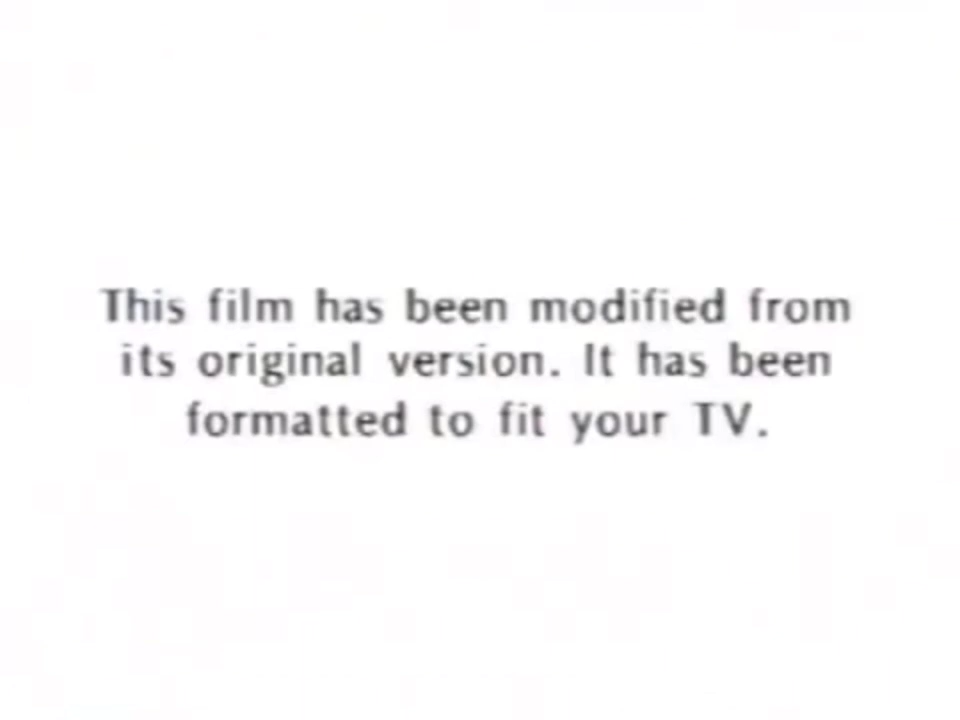 This film has been modified from
its original version. It has been
formatted to fit your TV.